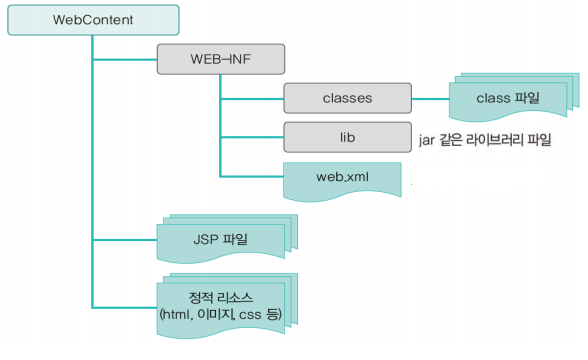 WebContent
WEB-INF
classes
class 파일
lib
jar 같은 라이브러리 파일
web.xml
JSP 파일
정적 리소스
(html, 이미지, css 등)